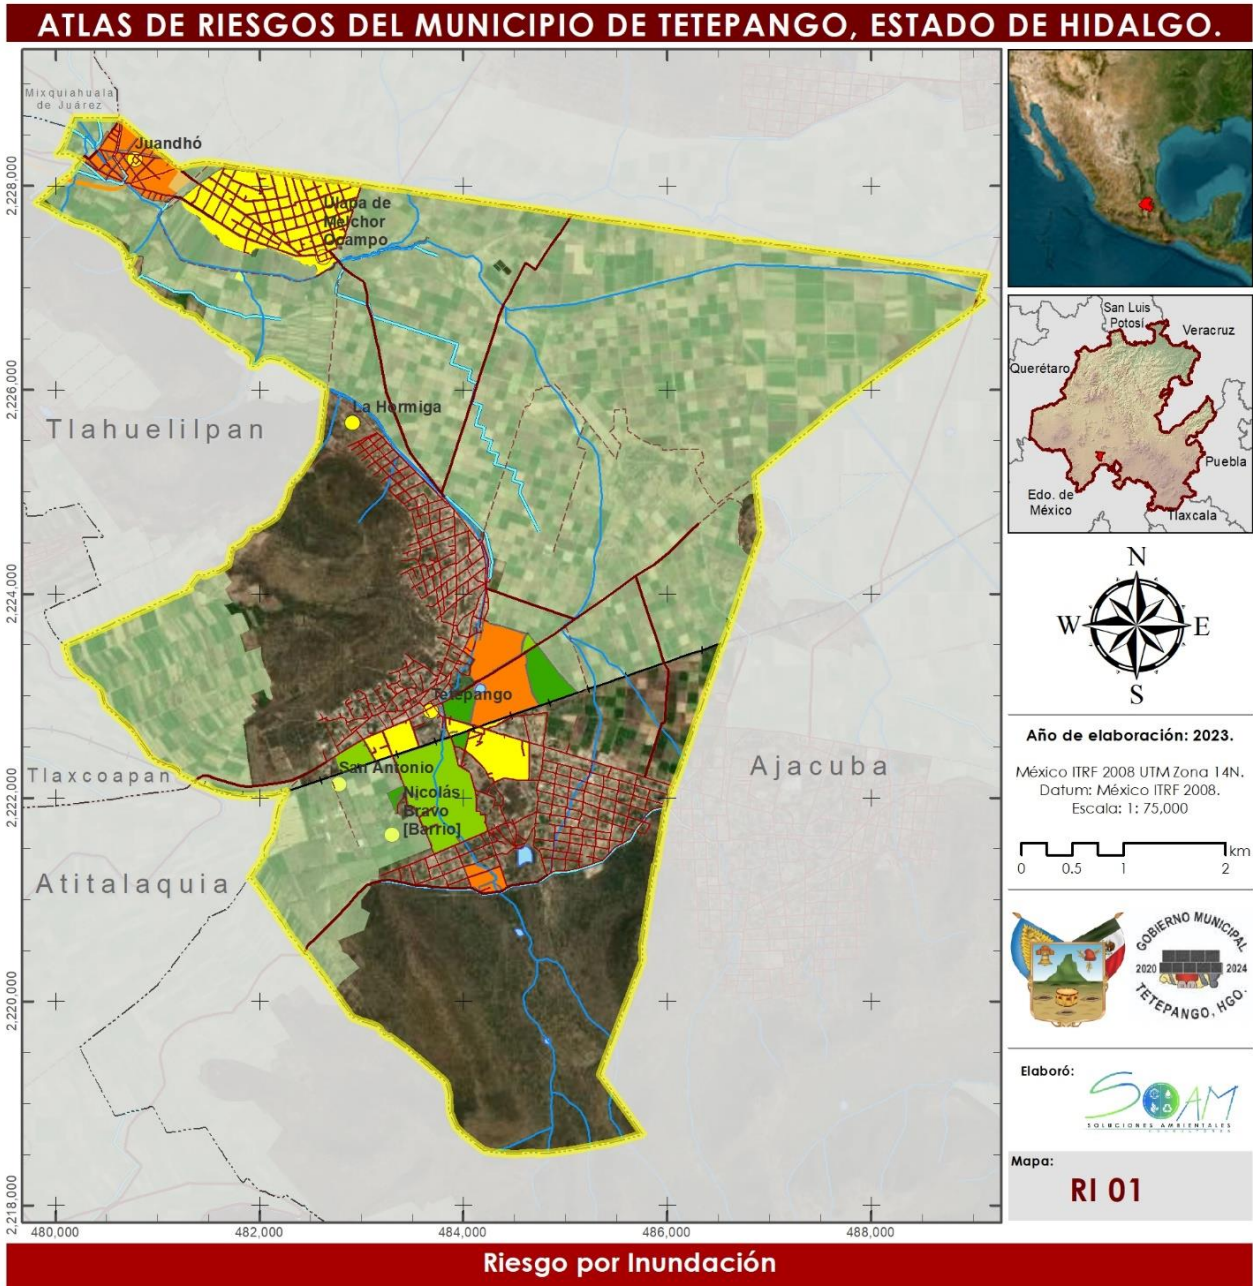 ATLAS DE RIESGOS DEL MUNICIPIO DE TETEPANGO, ESTADO DE HIDALGO.
Mixquiahuala
de Juárez
Juandhó
Ulapa de
Melchor
Ocampo
La Hormiga
Tlahuelilpan
Tetepango
San Antonio
Nicolás
Bravo
[Barrio]
Tlaxcoapan
Atitalaquia
Ajacuba
2,228,000
2,226,000
2,224,000
2,222,000
2,220,000
2,218,000
480,000
482,000
484,000
486,000
488,000
San Luis
Potosí
Veracruz
Querétaro
Puebla
Edo. de
México
Tlaxcala
N
W
E
S
Año de elaboración: 2023.
México ITRF 2008 UTM Zona 14N.
Datum: México ITRF 2008.
Escala: 1: 75,000
km
0 0.5 1 2
GOBIERNO MUNICIPAL
2020 2024
TETEPANGO, HGO.
Elaboró:
SOAM
SOLUCIONES AMBIENTALES
Mapa:
RI 01
Riesgo por Inundación